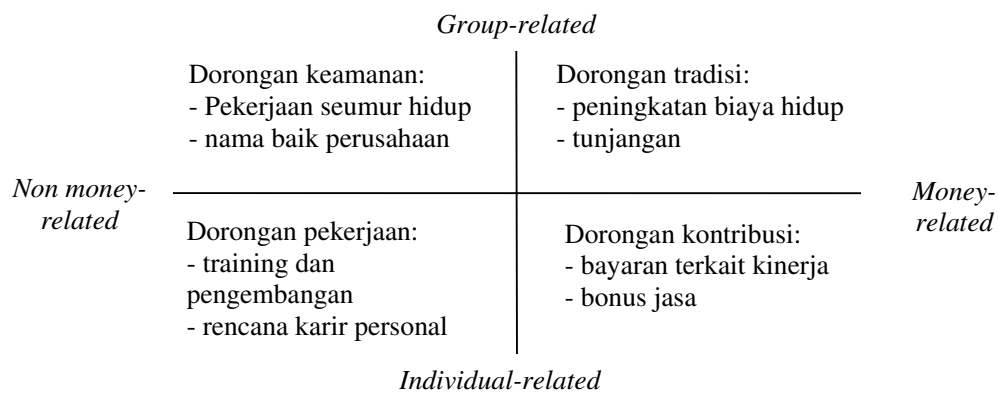 Group-related
Dorongan keamanan:
- Pekerjaan seumur hidup
- nama baik perusahaan
Dorongan tradisi:
- peningkatan biaya hidup
- tunjangan
Non money-
related
Money-
related
Dorongan pekerjaan:
- training dan
pengembangan
- rencana karir personal
Dorongan kontribusi:
- bayaran terkait kinerja
- bonus jasa
Individual-related